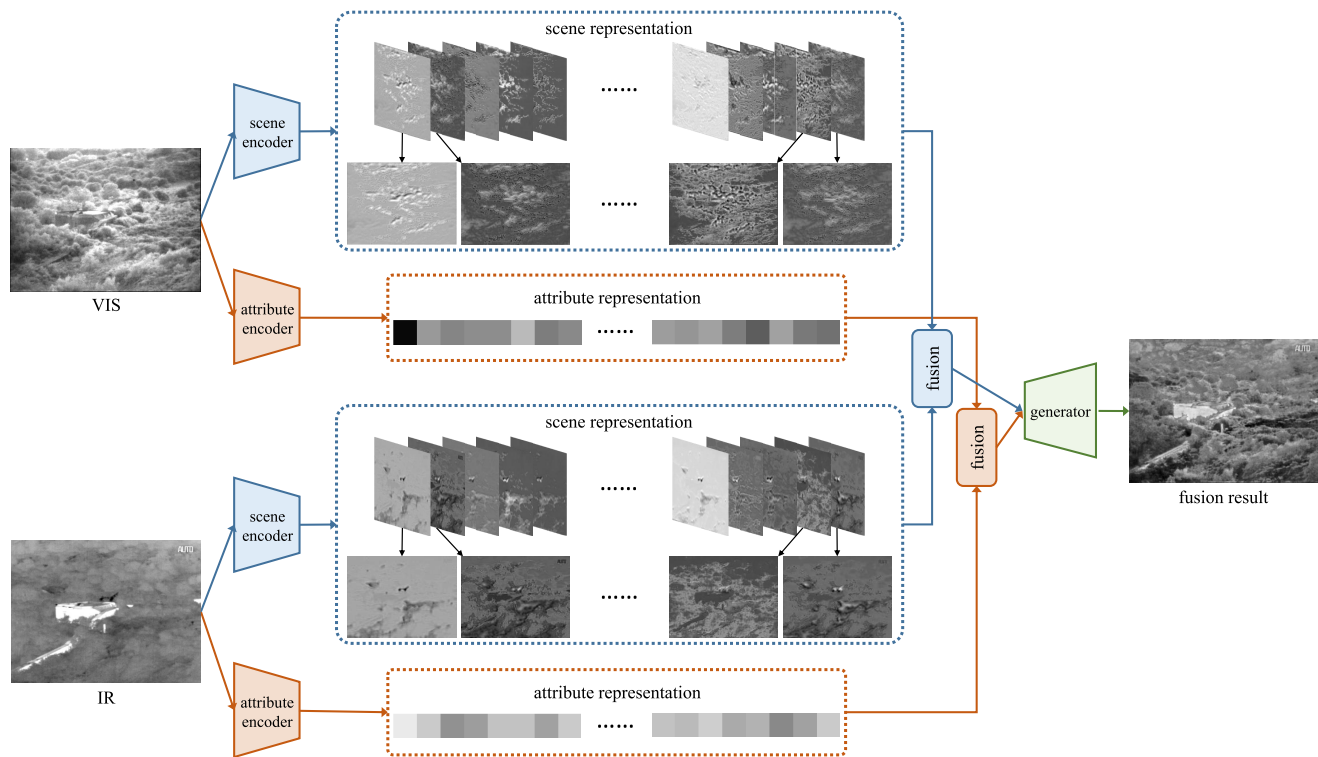 scene representation
......
scene
encoder
......
VIS
attribute
encoder
attribute representation
......
fusion
AUTO
generator
fusion
fusion result
scene representation
......
scene
encoder
AUTO
......
IR
attribute
encoder
attribute representation
......